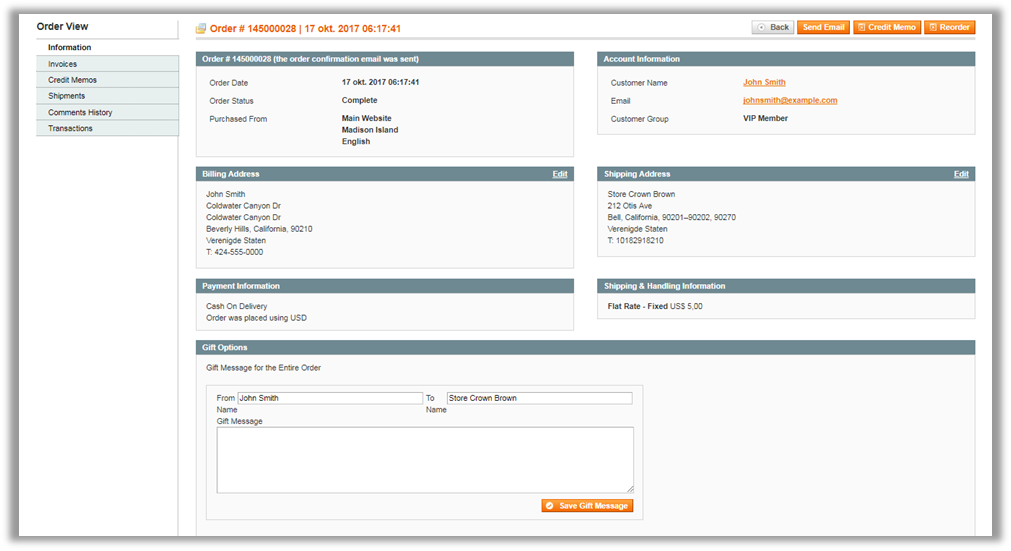 Order View
Information
Invoices
Credit Memos
Shipments
Comments History
Transactions
Order # 145000028 | 17 okt. 2017 06:17:41
Back Send Email Credit Memo Reorder
Order # 145000028 (the order confirmation email was sent)
Order Date 17 okt. 2017 06:17:41
Order Status Complete
Purchased From Main Website
Madison Island
English
Account Information
Customer Name John Smith
Email johnsmith@example.com
Customer Group VIP Member
Billing Address Edit
John Smith
Coldwater Canyon Dr
Coldwater Canyon Dr
Beverly Hills, California, 90210
Verenigde Staten
T: 424-555-0000
Shipping Address Edit
Store Crown Brown
212 Otis Ave
Bell, California, 90201–90202, 90270
Verenigde Staten
T: 10182918210
Payment Information
Cash On Delivery
Order was placed using USD
Shipping & Handling Information
Flat Rate - Fixed US$ 5,00
Gift Options
Gift Message for the Entire Order
From John Smith To Store Crown Brown
Name Name
Gift Message
Save Gift Message